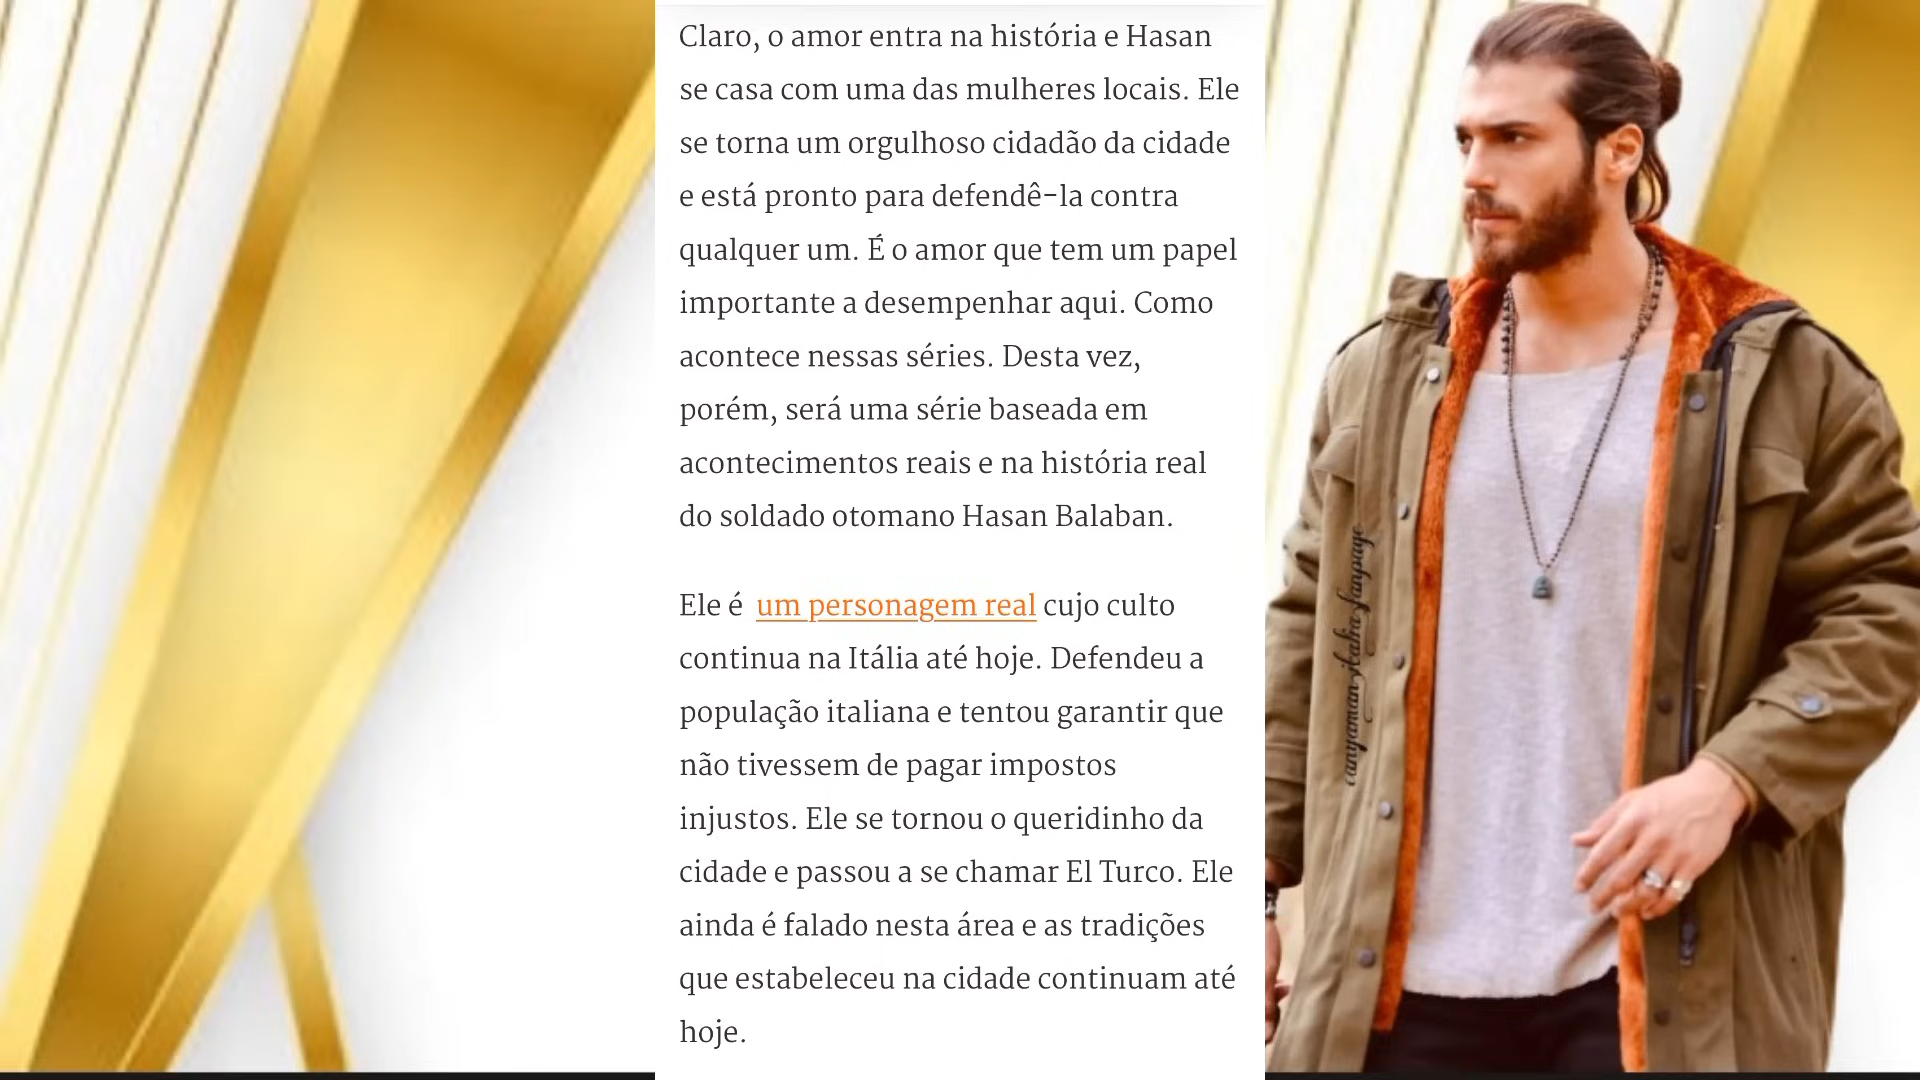 Claro, o amor entra na história e Hasan
se casa com uma das mulheres locais. Ele
se torna um orgulhoso cidadão da cidade
e está pronto para defendê-la contra
qualquer um. É o amor que tem um papel
importante a desempenhar aqui. Como
acontece nessas séries. Desta vez,
porém, será uma série baseada em
acontecimentos reais e na história real
do soldado otomano Hasan Balaban.
Ele é um personagem real cujo culto
continua na Itália até hoje. Defendeu a
população italiana e tentou garantir que
não tivessem de pagar impostos
injustos. Ele se tornou o queridinho da
cidade e passou a se chamar El Turco. Ele
ainda é falado nesta área e as tradições
que estabeleceu na cidade continuam até
hoje.
canyaman italia fanpage